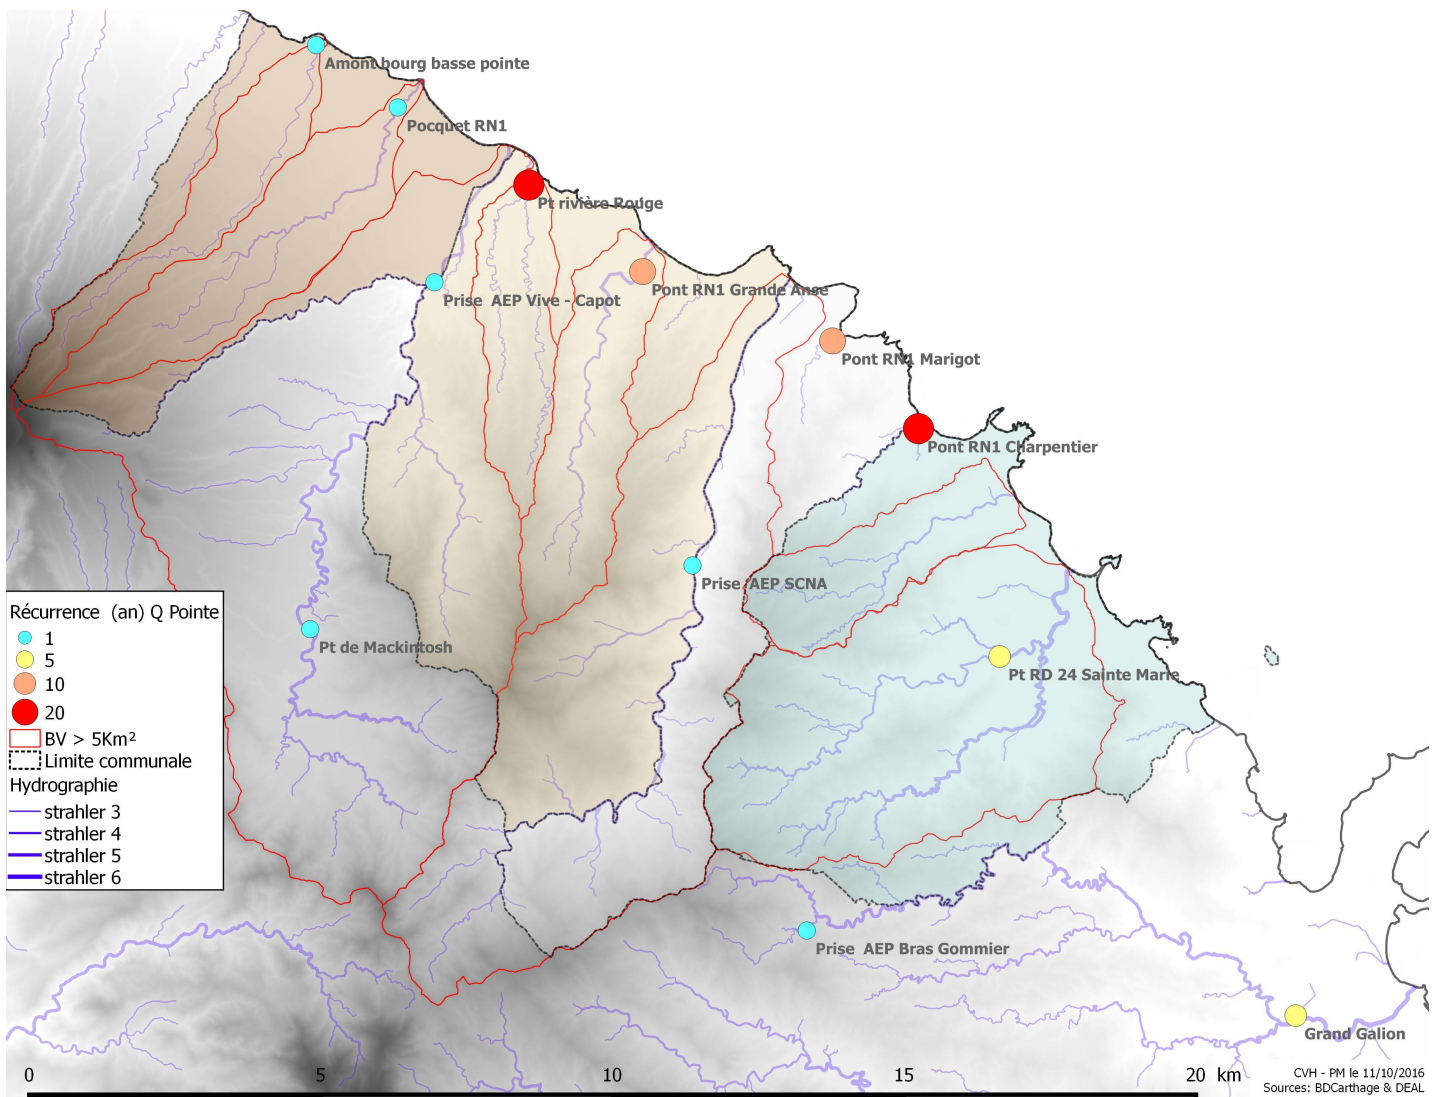 Amont bourg basse pointe
Pocquet RN1
Pt rivière Rouge
Prise AEP Vive - Capot
Pont RN1 Grande Anse
Pont RN1 Marigot
Pont RN1 Charpentier
Prise AEP SCNA
Pt de Mackintosh
Pt RD 24 Sainte Marie
Prise AEP Bras Gommier
Grand Galion
Récurrence (an) Q Pointe
1
5
10
20
BV > 5Km²
Limite communale
Hydrographie
strahler 3
strahler 4
strahler 5
strahler 6
0 5 10 15 20 km
CVH - PM le 11/10/2016
Sources: BDCarthage & DEAL